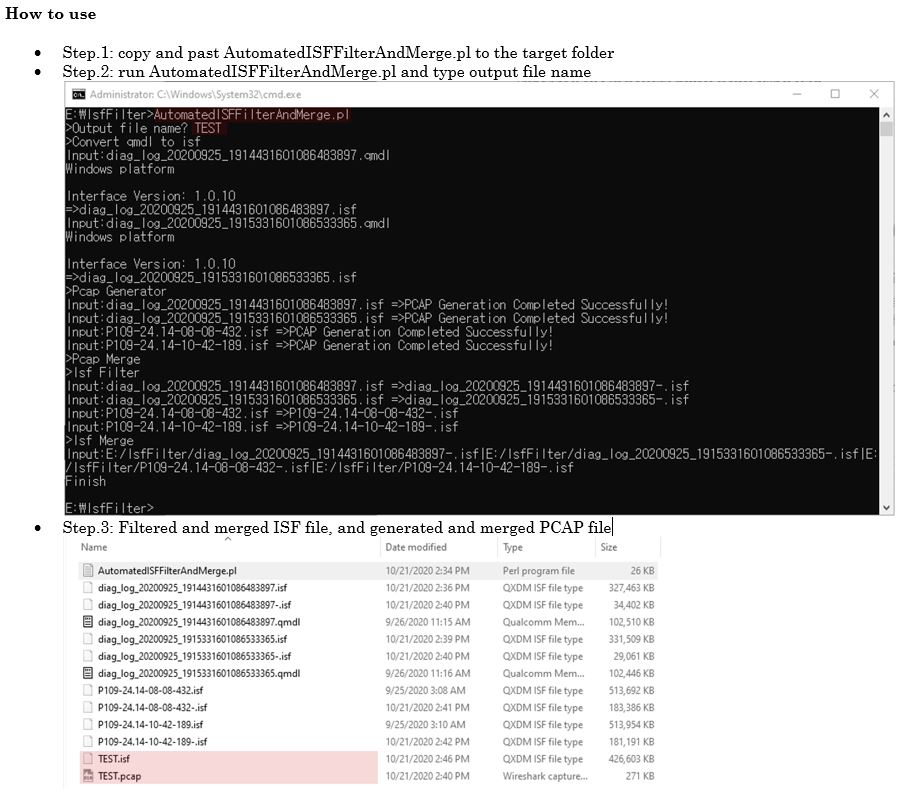 How to use
• Step.1: copy and past AutomatedISFFilterAndMerge.pl to the target folder
• Step.2: run AutomatedISFFilterAndMerge.pl and type output file name
Administrator: C:\Windows\System32\cmd.exe
E:₩IsfFilter>AutomatedISFFilterAndMerge.pl
>Output file name? TEST
>Convert qmdl to isf
Input:diag_log_20200925_1914431601086483897.qmdl
Windows platform
Interface Version: 1.0.10
=>diag_log_20200925_1914431601086483897.isf
Input:diag_log_20200925_1915331601086533365.qmdl
Windows platform
Interface Version: 1.0.10
=>diag_log_20200925_1915331601086533365.isf
>Pcap Generator
Input:diag_log_20200925_1914431601086483897.isf =>PCAP Generation Completed Successfully!
Input:diag_log_20200925_1915331601086533365.isf =>PCAP Generation Completed Successfully!
Input:P109-24.14-08-08-432.isf =>PCAP Generation Completed Successfully!
Input:P109-24.14-10-42-189.isf =>PCAP Generation Completed Successfully!
>Pcap Merge
>Isf Filter
Input:diag_log_20200925_1914431601086483897.isf =>diag_log_20200925_1914431601086483897-.isf
Input:diag_log_20200925_1915331601086533365.isf =>diag_log_20200925_1915331601086533365-.isf
Input:P109-24.14-08-08-432.isf =>P109-24.14-08-08-432-.isf
Input:P109-24.14-10-42-189.isf =>P109-24.14-10-42-189-.isf
>Isf Merge
Input:E:/IsfFilter/diag_log_20200925_1914431601086483897-.isf|E:/IsfFilter/diag_log_20200925_1915331601086533365-.isf|E:
/IsfFilter/P109-24.14-08-08-432-.isf|E:/IsfFilter/P109-24.14-10-42-189-.isf
Finish
E:₩IsfFilter>
• Step.3: Filtered and merged ISF file, and generated and merged PCAP file
Name Date modified Type Size
AutomatedISFFilterAndMerge.pl 10/21/2020 2:34 PM Perl program file 26 KB
diag_log_20200925_1914431601086483897.isf 10/21/2020 2:36 PM QXDM ISF file type 327,463 KB
diag_log_20200925_1914431601086483897-.isf 10/21/2020 2:40 PM QXDM ISF file type 34,402 KB
diag_log_20200925_1914431601086483897.qmdl 9/26/2020 11:15 AM Qualcomm Mem... 102,510 KB
diag_log_20200925_1915331601086533365.isf 10/21/2020 2:39 PM QXDM ISF file type 331,509 KB
diag_log_20200925_1915331601086533365-.isf 10/21/2020 2:40 PM QXDM ISF file type 29,061 KB
diag_log_20200925_1915331601086533365.qmdl 9/26/2020 11:16 AM Qualcomm Mem... 102,446 KB
P109-24.14-08-08-432.isf 9/25/2020 3:08 AM QXDM ISF file type 513,692 KB
P109-24.14-08-08-432-.isf 10/21/2020 2:41 PM QXDM ISF file type 183,386 KB
P109-24.14-10-42-189.isf 9/25/2020 3:10 AM QXDM ISF file type 513,954 KB
P109-24.14-10-42-189-.isf 10/21/2020 2:42 PM QXDM ISF file type 181,191 KB
TEST.isf 10/21/2020 2:46 PM QXDM ISF file type 426,603 KB
TEST.pcap 10/21/2020 2:40 PM Wireshark capture... 271 KB